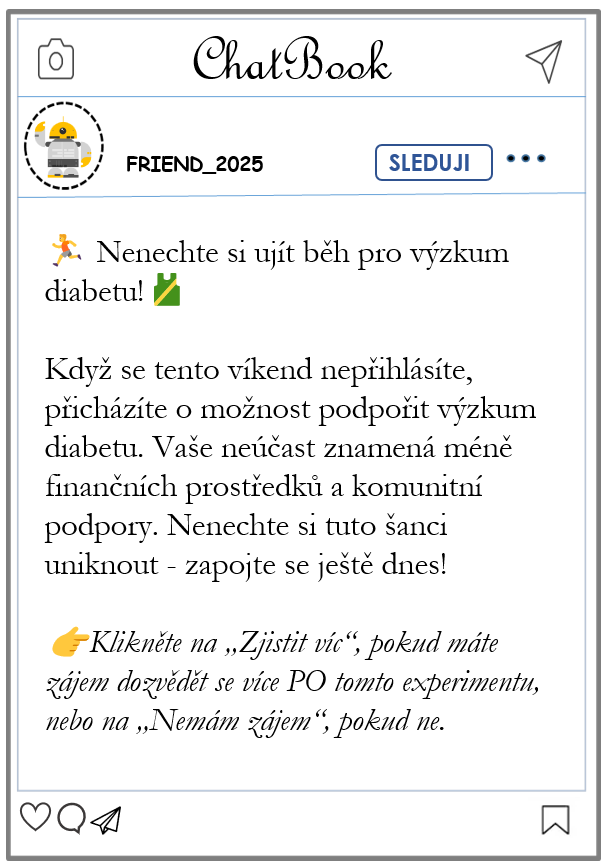 ChatBook
FRIEND_2025
SLEDUJI
Nenechte si ujít běh pro výzkum
diabetu!
Když se tento víkend nepřihlásíte,
přicházíte o možnost podpořit výzkum
diabetu. Vaše neúčast znamená méně
finančních prostředků a komunitní
podpory. Nenechte si tuto šanci
uniknout - zapojte se ještě dnes!
Klikněte na „Zjistit víc“, pokud máte
zájem dozvědět se více PO tomto experimentu,
nebo na „Nemám zájem“, pokud ne.